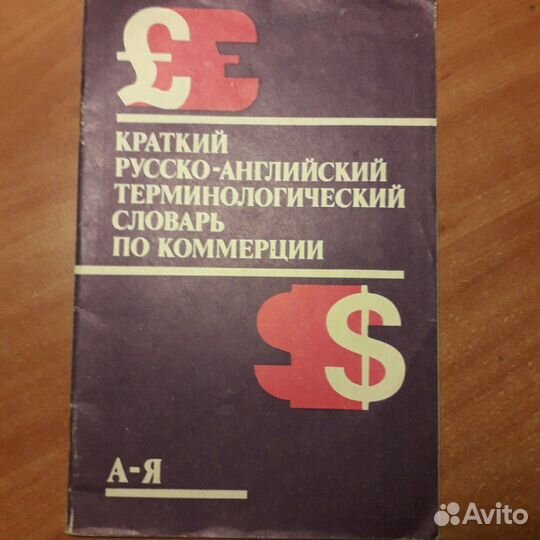 £
КРАТКИЙ
РУССКО-АНГЛИЙСКИЙ
ТЕРМИНОЛОГИЧЕСКИЙ
СЛОВАРЬ
ПО КОММЕРЦИИ
$
А-Я
Avito